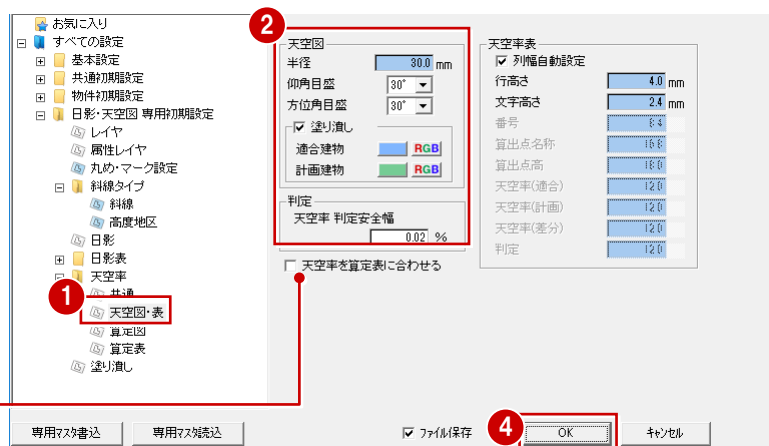 お気に入り
すべての設定
基本設定
共通初期設定
物件初期設定
日影・天空図 専用初期設定
レイヤ
属性レイヤ
丸め・マーク設定
斜線タイプ
斜線
高度地区
日影
日影表
天空率
1
共通
天空図・表
算定図
算定表
塗り潰し
2
天空図
半径 30.0 mm
仰角目盛 30°
方位角目盛 30°
塗り潰し
適合建物 RGB
計画建物 RGB
判定
天空率 判定安全幅
0.02 %
天空率を算定表に合わせる
天空率表
列幅自動設定
行高さ 4.0 mm
文字高さ 2.4 mm
番号
算出点名称
算出点高
天空率(適合) 12.0
天空率(計画) 12.0
天空率(差分) 12.0
判定 12.0
専用マスタ書込 専用マスタ読込 ファイル保存 4 OK キャンセル